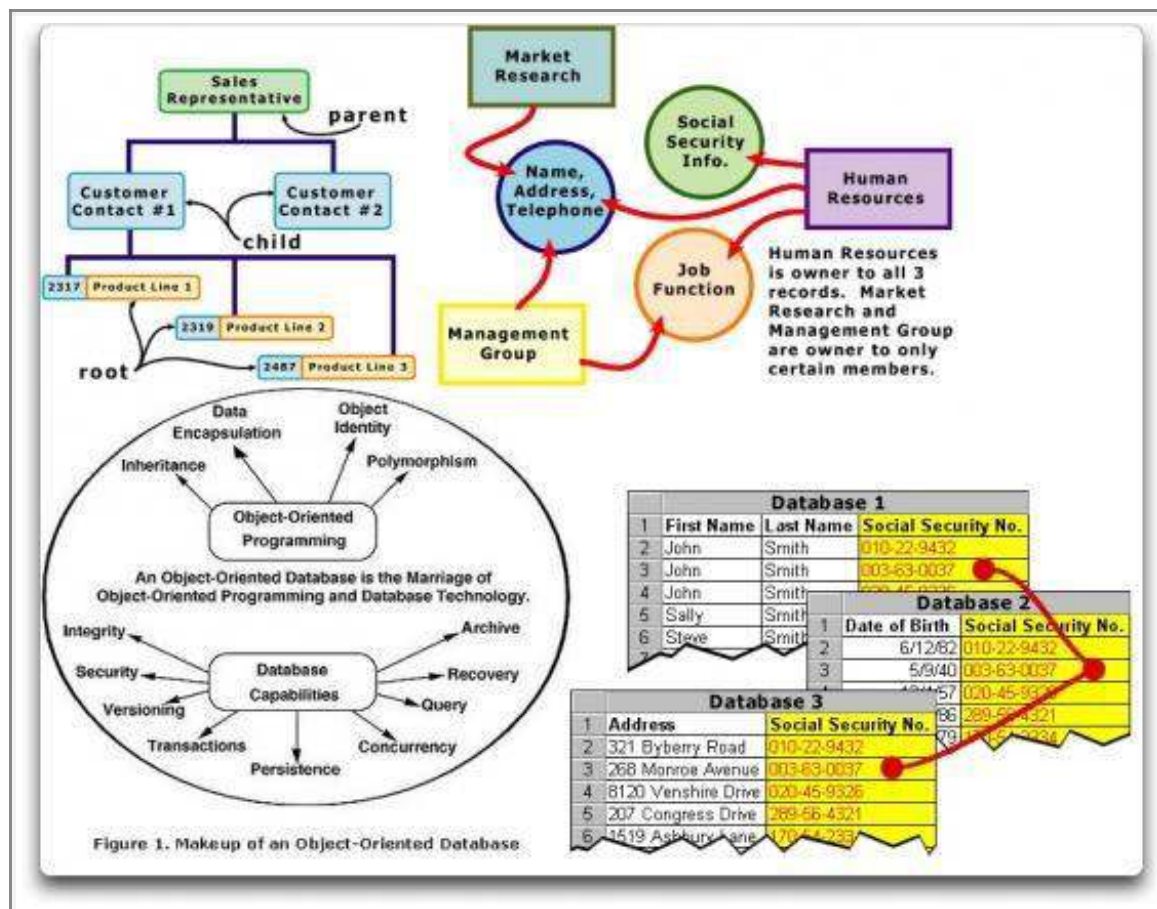 Sales
Representative
parent
Customer
Contact #1
Customer
Contact #2
child
2317 Product Line 1
2319 Product Line 2
2487 Product Line 3
root
Market
Research
Social
Security
Info.
Name,
Address,
Telephone
Human
Resources
Job
Function
Management
Group
Human Resources
is owner to all 3
records. Market
Research and
Management Group
are owner to only
certain members.
Data
Encapsulation
Object
Identity
Inheritance
Polymorphism
Object-Oriented
Programming
An Object-Oriented Database is the Marriage of
Object-Oriented Programming and Database Technology.
Integrity
Archive
Security
Database
Capabilities
Recovery
Versioning
Query
Transactions
Concurrency
Persistence
Figure 1. Makeup of an Object-Oriented Database
Database 1
1 First Name Last Name Social Security No.
2 John Smith 010-22-9432
3 John Smith 003-63-0037
4 John Smith
5 Sally Smith
6 Steve Smith
Database 2
1 Date of Birth Social Security No.
2 6/12/82 010-22-9432
3 5/9/40 003-63-0037
57 020-45-9326
86 289-56-4321
79
Database 3
1 Address Social Security No.
2 321 Byberry Road 010-22-9432
3 268 Monroe Avenue 003-63-0037
4 8120 Venshire Drive 020-45-9326
5 207 Congress Drive 289-56-4321
6 1519 Ashbury Lane